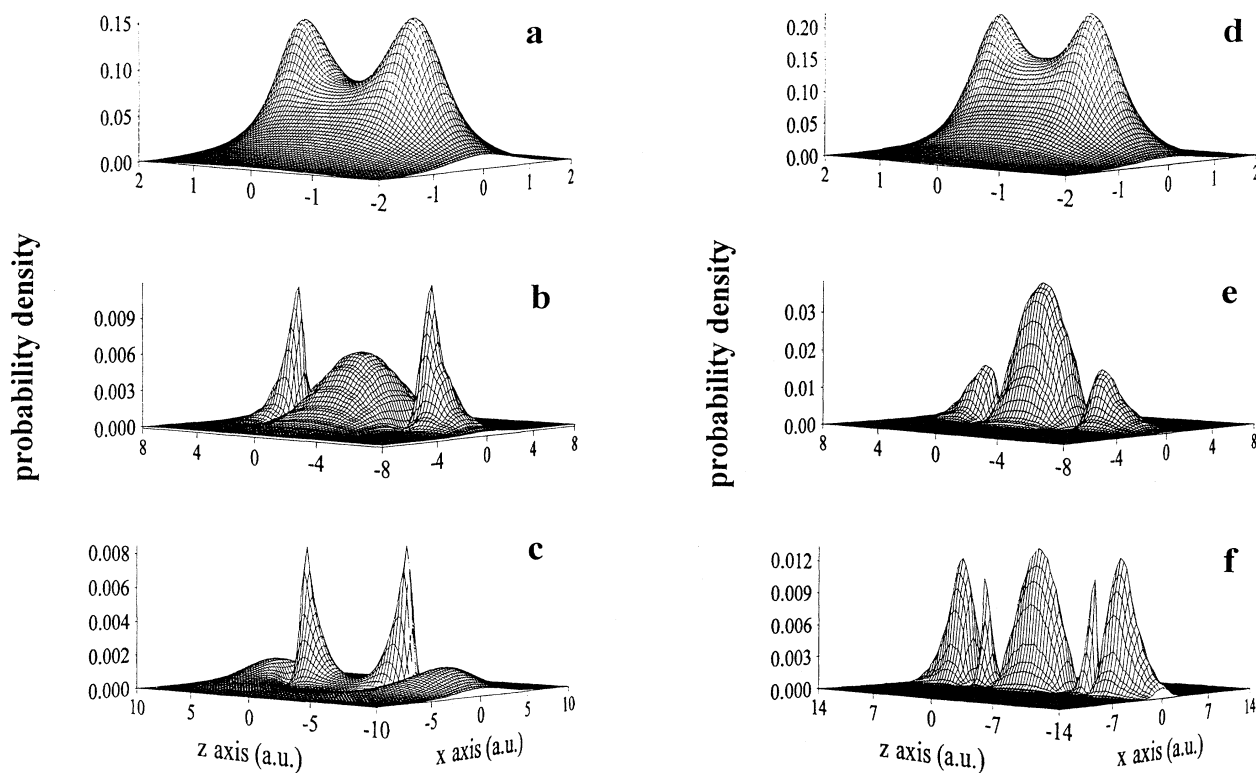 a
0.15
0.10
0.05
0.00
2 1 0 -1 -2 -1 0 1 2
d
0.20
0.15
0.10
0.05
0.00
2 1 0 -1 -2 -1 0 1 2
probability density
b
0.009
0.006
0.003
0.000
8 4 0 -4 -8 -4 0 4 8
probability density
e
0.03
0.02
0.01
0.00
8 4 0 -4 -8 -4 0 4 8
c
0.008
0.006
0.004
0.002
0.000
10 5 0 -5 -10 -5 0 5 10
z axis (a.u.) x axis (a.u.)
f
0.012
0.009
0.006
0.003
0.000
14 7 0 -7 -14 -7 0 7 14
z axis (a.u.) x axis (a.u.)